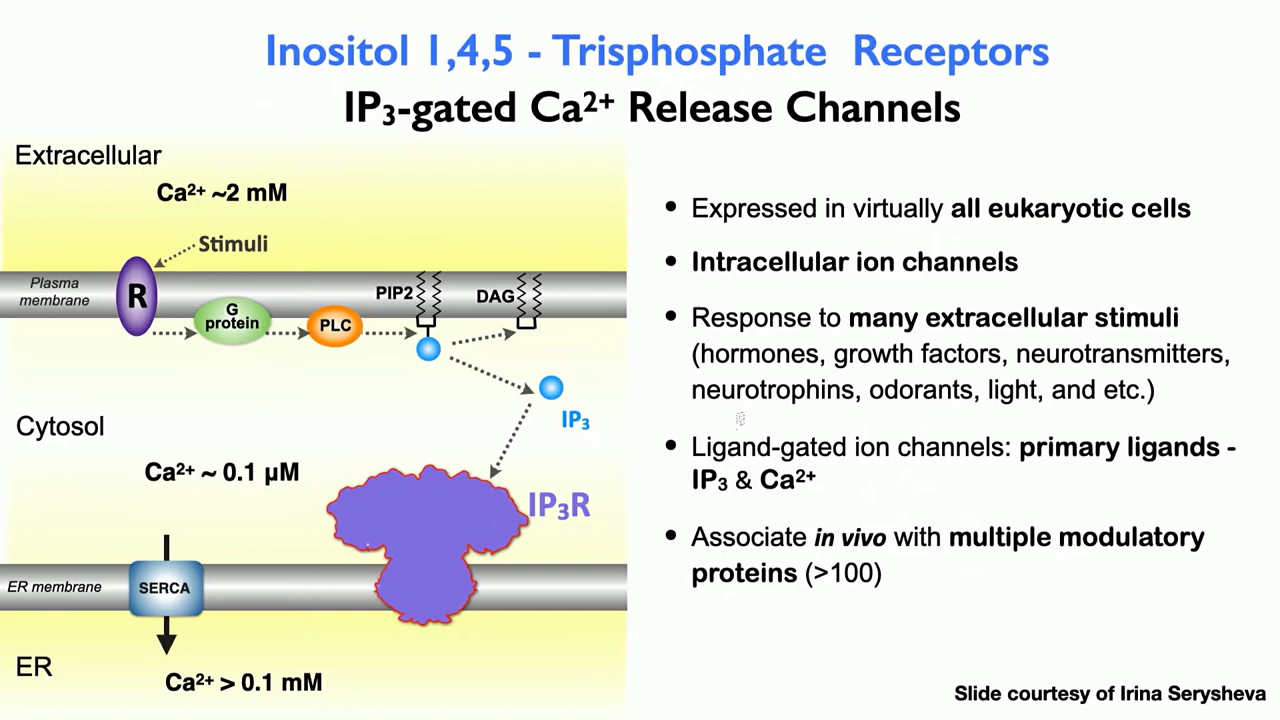 Inositol 1,4,5 - Trisphosphate Receptors
IP₃-gated Ca²⁺ Release Channels
Extracellular
Ca²⁺ ~2 mM
Stimuli
Plasma
membrane
R
G
protein
PLC
PIP2
DAG
IP₃
Cytosol
Ca²⁺ ~ 0.1 µM
IP₃R
ER membrane
SERCA
ER
Ca²⁺ > 0.1 mM
• Expressed in virtually all eukaryotic cells
• Intracellular ion channels
• Response to many extracellular stimuli
(hormones, growth factors, neurotransmitters,
neurotrophins, odorants, light, and etc.)
• Ligand-gated ion channels: primary ligands -
IP₃ & Ca²⁺
• Associate in vivo with multiple modulatory
proteins (>100)
Slide courtesy of Irina Serysheva